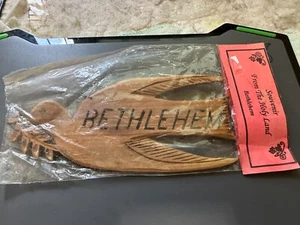 BETHLEHEM
Souvenir
From The Holy Land
Bethlehem